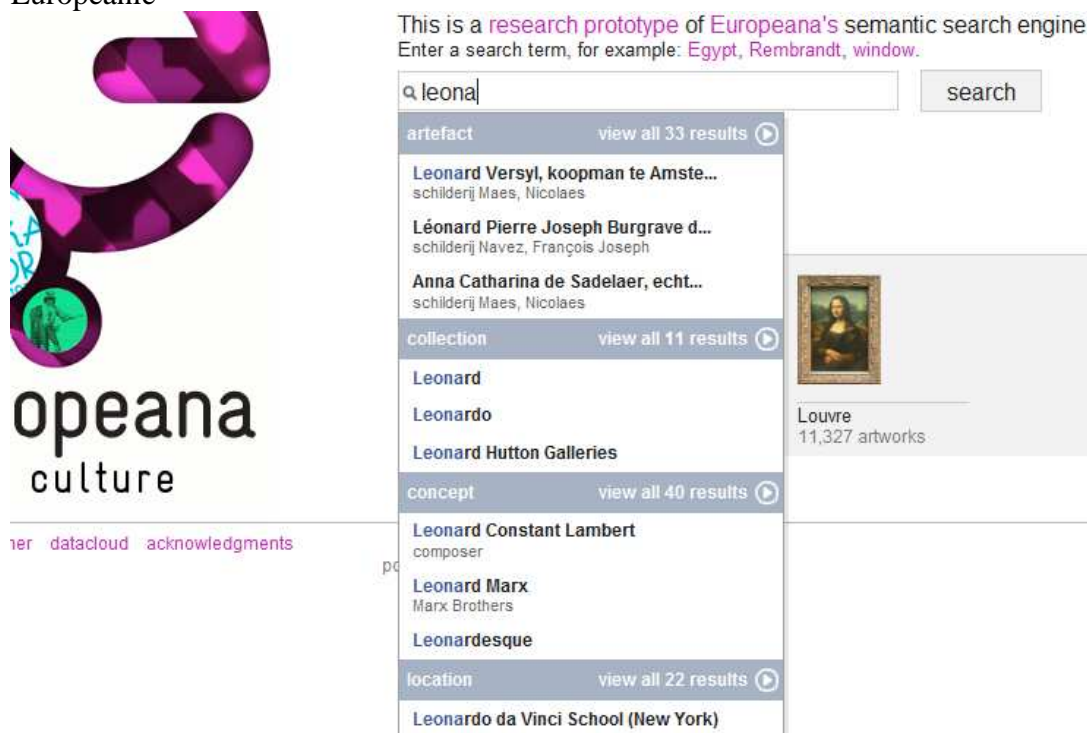 Europeanie
This is a research prototype of Europeana's semantic search engine
Enter a search term, for example: Egypt, Rembrandt, window.
leona
search
artefact view all 33 results
Leonard Versyl, koopman te Amste...
schilderij Maes, Nicolaes
Léonard Pierre Joseph Burgrave d...
schilderij Navez, François Joseph
Anna Catharina de Sadelaer, echt...
schilderij Maes, Nicolaes
collection view all 11 results
Leonard
Leonardo
Leonard Hutton Galleries
concept view all 40 results
Leonard Constant Lambert
composer
Leonard Marx
Marx Brothers
Leonardesque
location view all 22 results
Leonardo da Vinci School (New York)
Louvre
11,327 artworks
opeana
culture
her datacloud acknowledgments
po